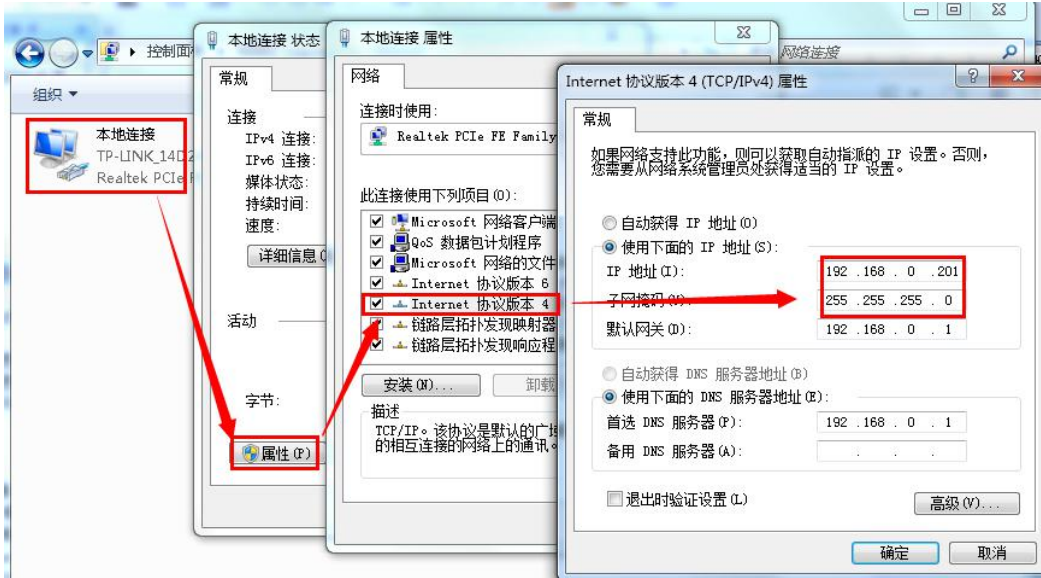 控制面
网络连接
组织
本地连接
TP-LINK_14D2
Realtek PCIe F
本地连接 状态
常规
连接
IPv4 连接:
IPv6 连接:
媒体状态:
持续时间:
速度:
详细信息(
活动
字节:
属性(P)
本地连接 属性
网络
连接时使用:
Realtek PCIe FE Family
此连接使用下列项目(O):
Microsoft 网络客户端
QoS 数据包计划程序
Microsoft 网络的文件
Internet 协议版本 6
Internet 协议版本 4
链路层拓扑发现映射器
链路层拓扑发现响应程
安装(N)...
卸载
描述
TCP/IP。该协议是默认的广域
的相互连接的网络上的通讯。
Internet 协议版本 4 (TCP/IPv4) 属性
常规
如果网络支持此功能，则可以获取自动指派的 IP 设置。否则，
您需要从网络系统管理员处获得适当的 IP 设置。
自动获得 IP 地址(O)
使用下面的 IP 地址(S):
IP 地址(I): 192 .168 . 0 .201
子网掩码(U): 255 .255 .255 . 0
默认网关(D): 192 .168 . 0 . 1
自动获得 DNS 服务器地址(B)
使用下面的 DNS 服务器地址(E):
首选 DNS 服务器(P): 192 .168 . 0 . 1
备用 DNS 服务器(A): . . .
退出时验证设置(L)
高级(V)...
确定
取消